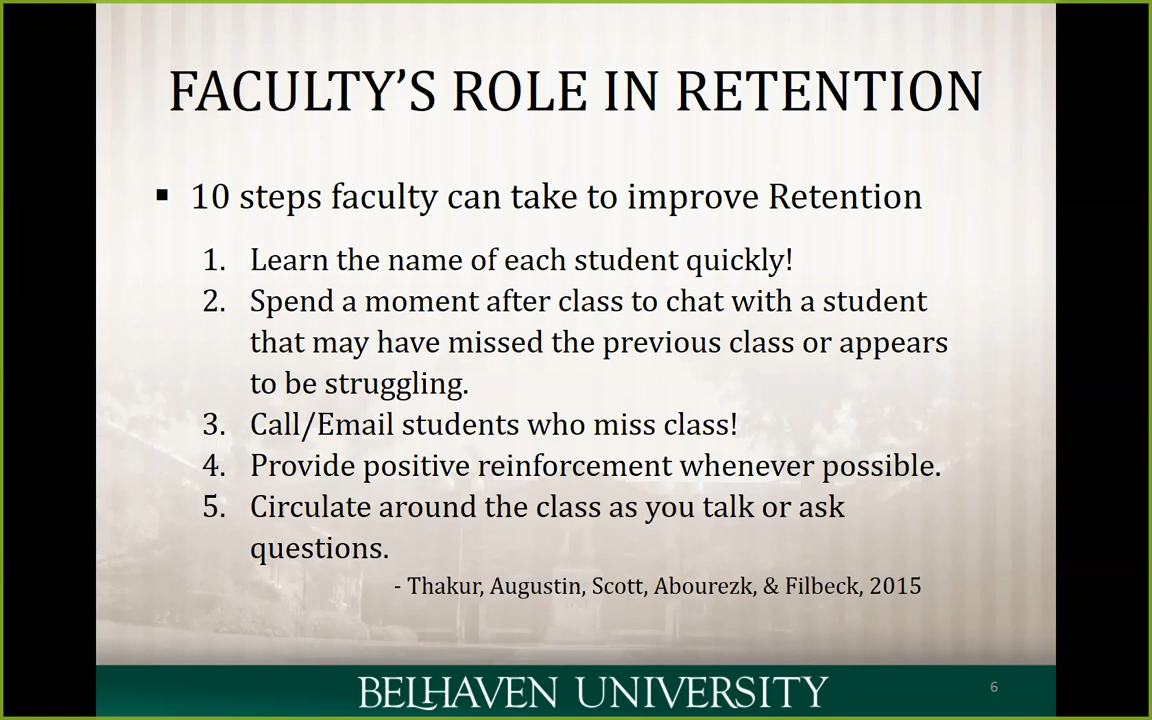 FACULTY’S ROLE IN RETENTION
▪ 10 steps faculty can take to improve Retention
1. Learn the name of each student quickly!
2. Spend a moment after class to chat with a student
that may have missed the previous class or appears
to be struggling.
3. Call/Email students who miss class!
4. Provide positive reinforcement whenever possible.
5. Circulate around the class as you talk or ask
questions.
- Thakur, Augustin, Scott, Abourezk, & Filbeck, 2015
BELHAVEN UNIVERSITY
6